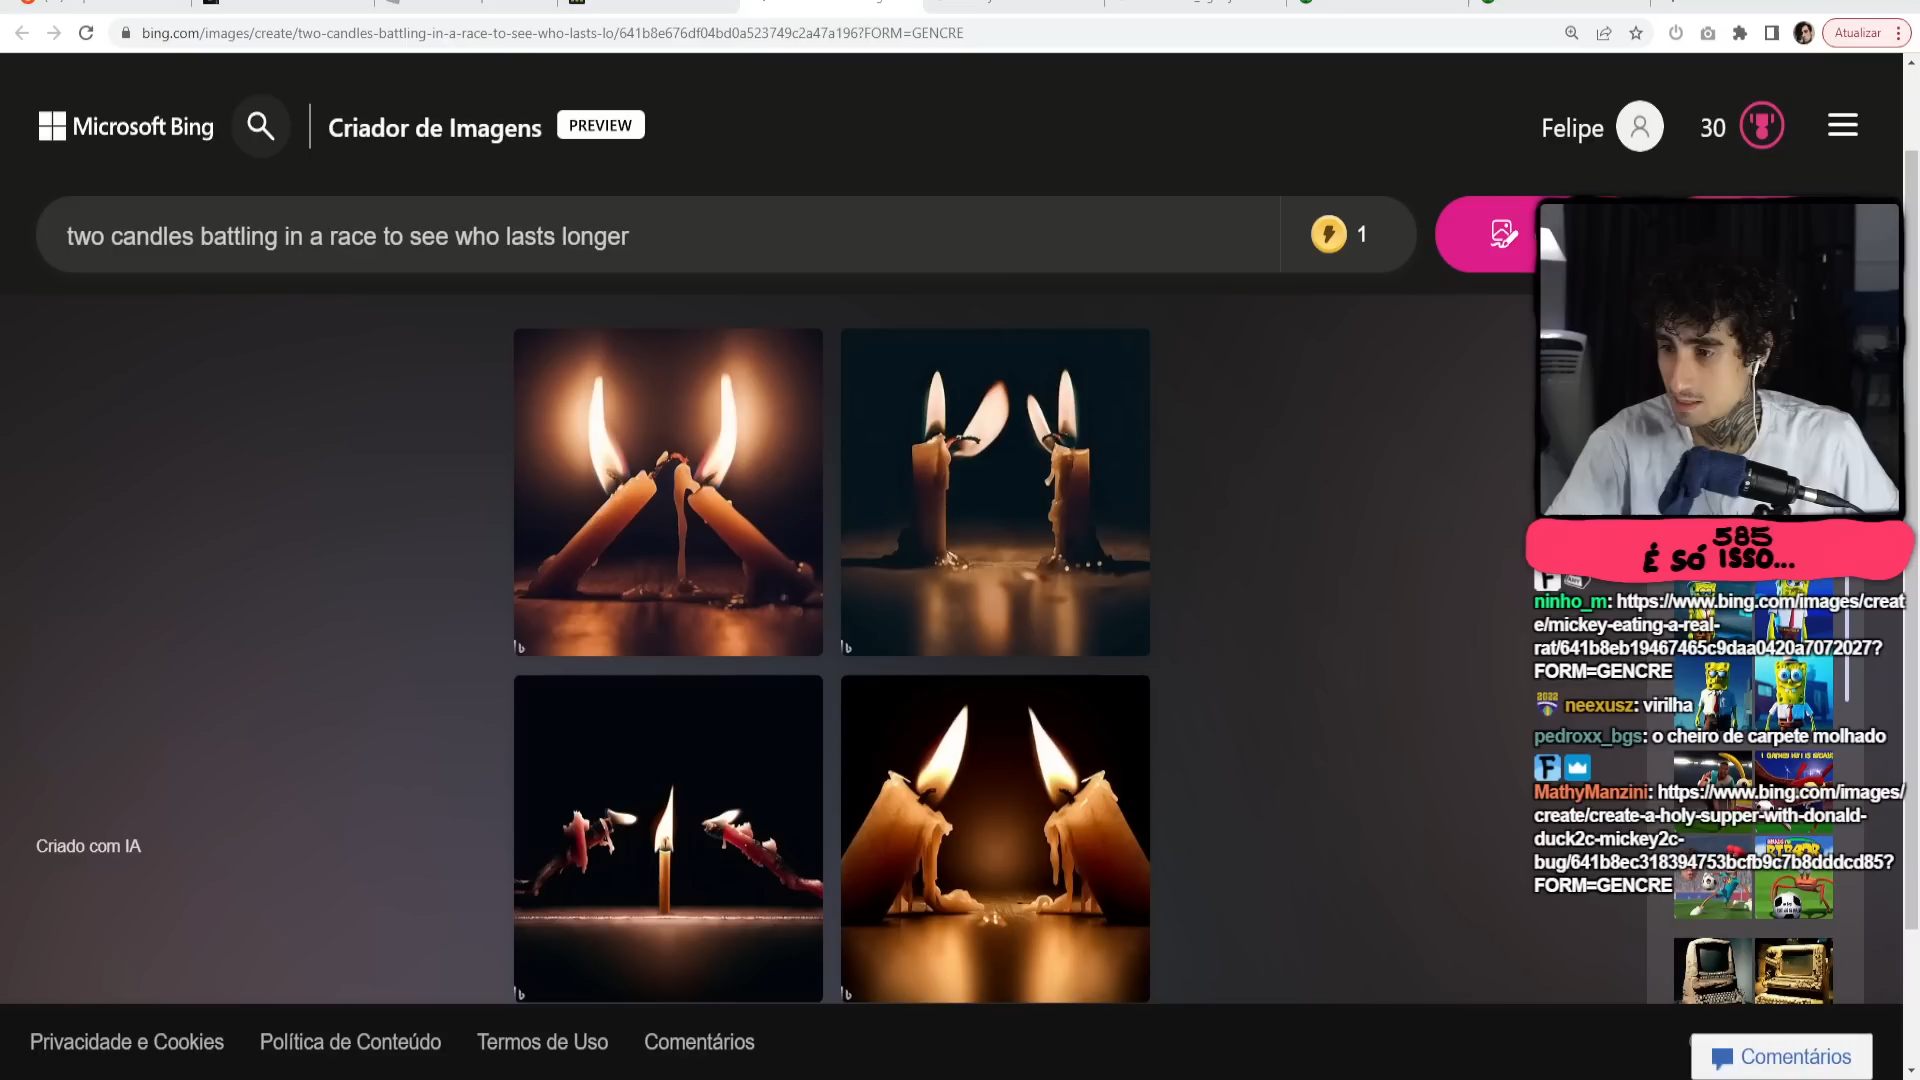 bing.com/images/create/two-candles-battling-in-a-race-to-see-who-lasts-lo/641b8e676df04bd0a523749c2a47a196?FORM=GENCRE
Atualizar
Microsoft Bing
Criador de Imagens
PREVIEW
Felipe
30
two candles battling in a race to see who lasts longer
1
585
É SÓ ISSO...
ninho_m: https://www.bing.com/images/creat
e/mickey-eating-a-real-
rat/641b8eb19467465c9daa0420a7072027?
FORM=GENCRE
2022
neexusz: virilha
pedroxx_bgs: o cheiro de carpete molhado
MathyManzini: https://www.bing.com/images/
create/create-a-holy-supper-with-donald-
duck2c-mickey2c-
bug/641b8ec318394753bcfb9c7b8dddcd85?
FORM=GENCRE
Criado com IA
Privacidade e Cookies
Política de Conteúdo
Termos de Uso
Comentários
Comentários